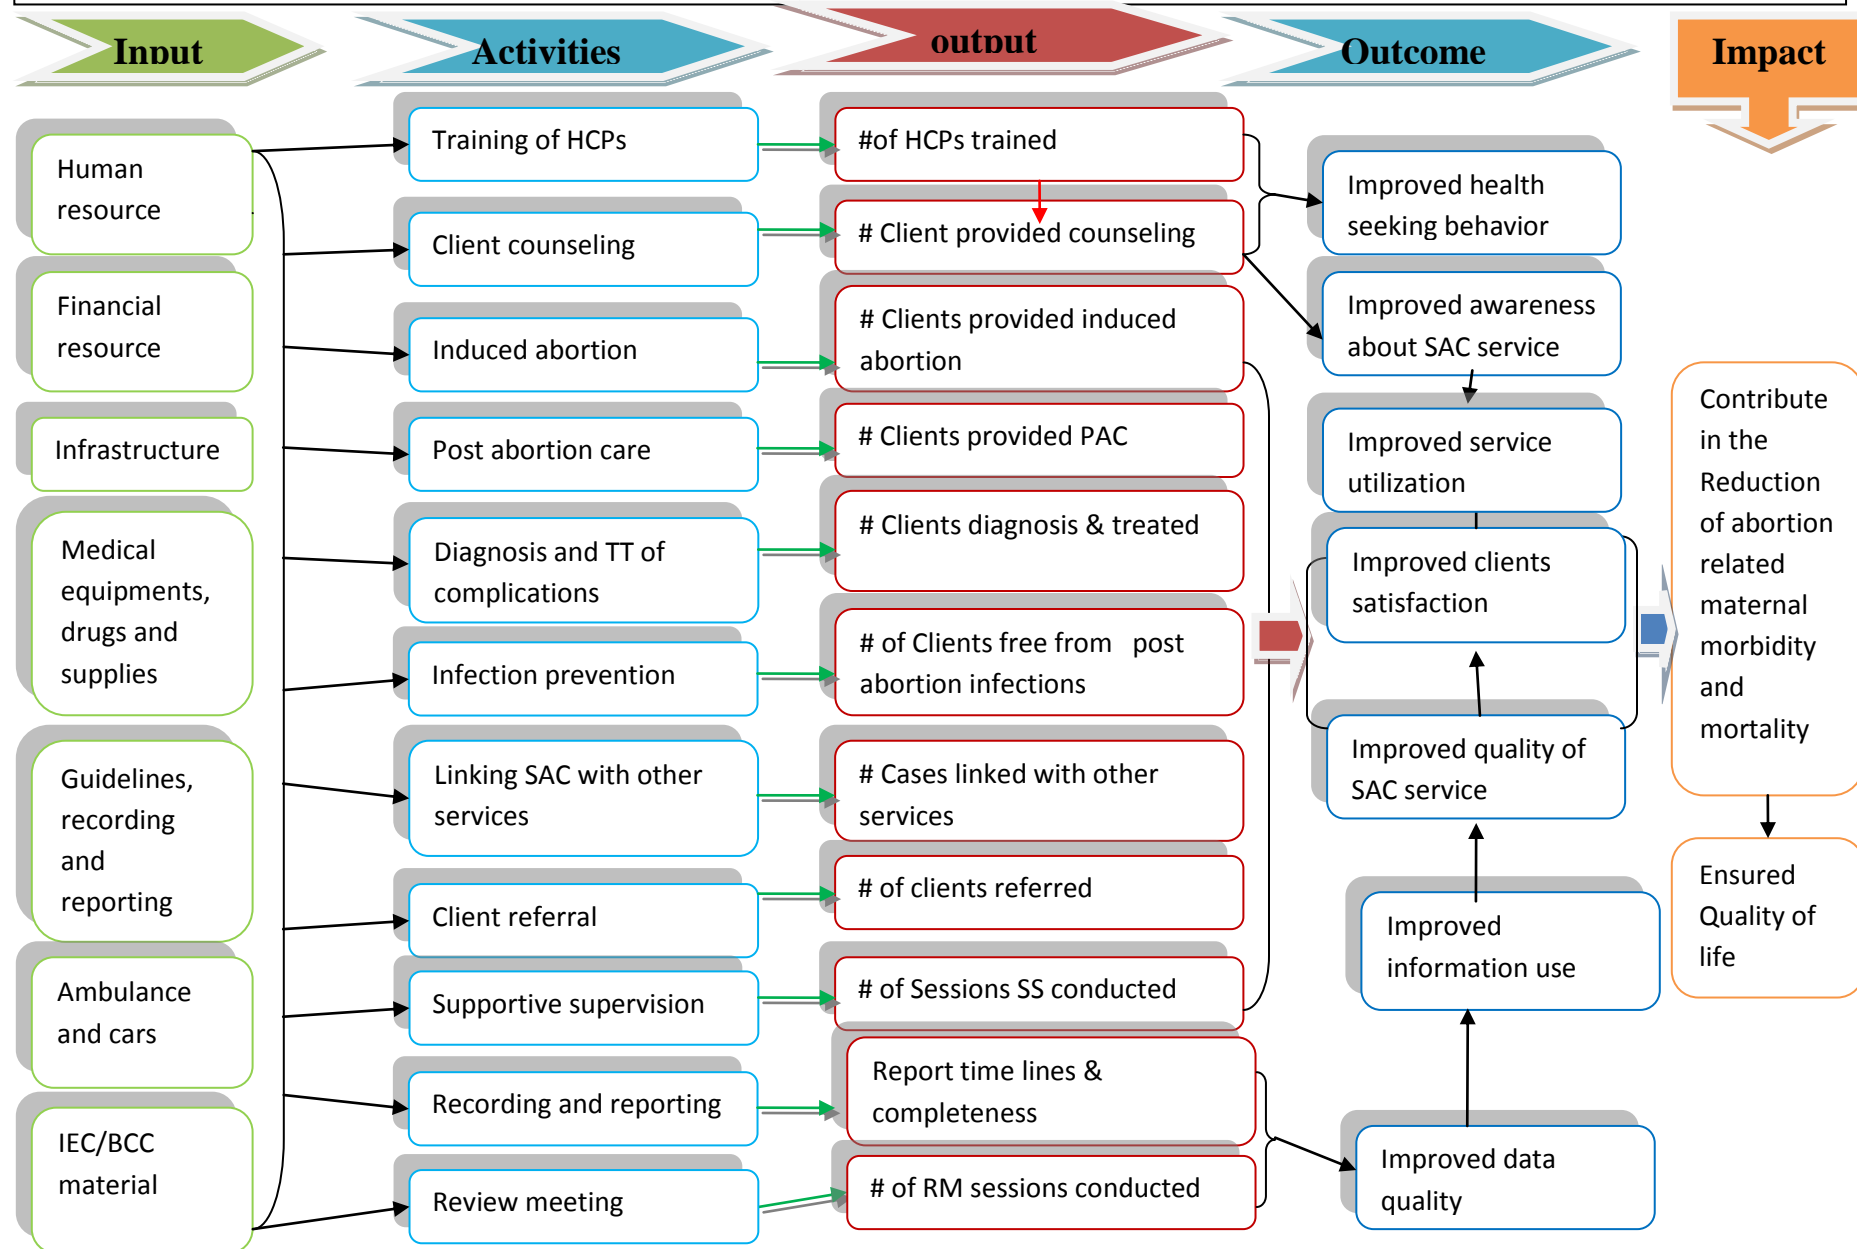 Input
Activities
output
Outcome
Impact
Human
resource
Financial
resource
Infrastructure
Medical
equipments,
drugs and
supplies
Guidelines,
recording
and
reporting
Ambulance
and cars
IEC/BCC
material
Training of HCPs
Client counseling
Induced abortion
Post abortion care
Diagnosis and TT of
complications
Infection prevention
Linking SAC with other
services
Client referral
Supportive supervision
Recording and reporting
Review meeting
#of HCPs trained
# Client provided counseling
# Clients provided induced
abortion
# Clients provided PAC
# Clients diagnosis & treated
# of Clients free from post
abortion infections
# Cases linked with other
services
# of clients referred
# of Sessions SS conducted
Report time lines &
completeness
# of RM sessions conducted
Improved health
seeking behavior
Improved awareness
about SAC service
Improved service
utilization
Improved clients
satisfaction
Improved quality of
SAC service
Improved
information use
Improved data
quality
Contribute
in the
Reduction
of abortion
related
maternal
morbidity
and
mortality
Ensured
Quality of
life